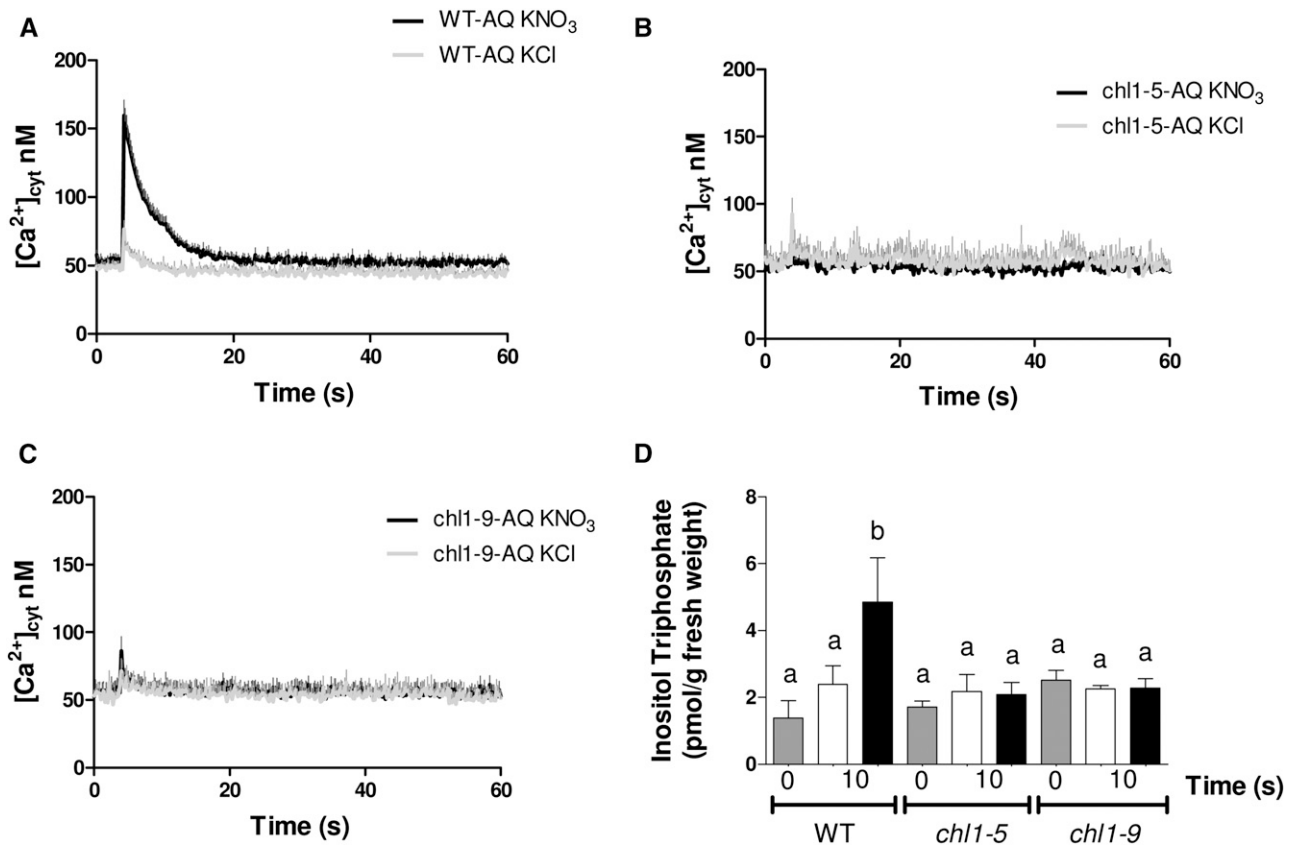 A
WT-AQ KNO₃
WT-AQ KCl
[Ca²⁺]cyt nM
200
150
100
50
0
0 20 40 60
Time (s)
B
chl1-5-AQ KNO₃
chl1-5-AQ KCl
[Ca²⁺]cyt nM
200
150
100
50
0
0 20 40 60
Time (s)
C
chl1-9-AQ KNO₃
chl1-9-AQ KCl
[Ca²⁺]cyt nM
200
150
100
50
0
0 20 40 60
Time (s)
D
Inositol Triphosphate
(pmol/g fresh weight)
8
6
4
2
0
a a b a a a a a a
0 10 0 10 0 10 Time (s)
WT chl1-5 chl1-9